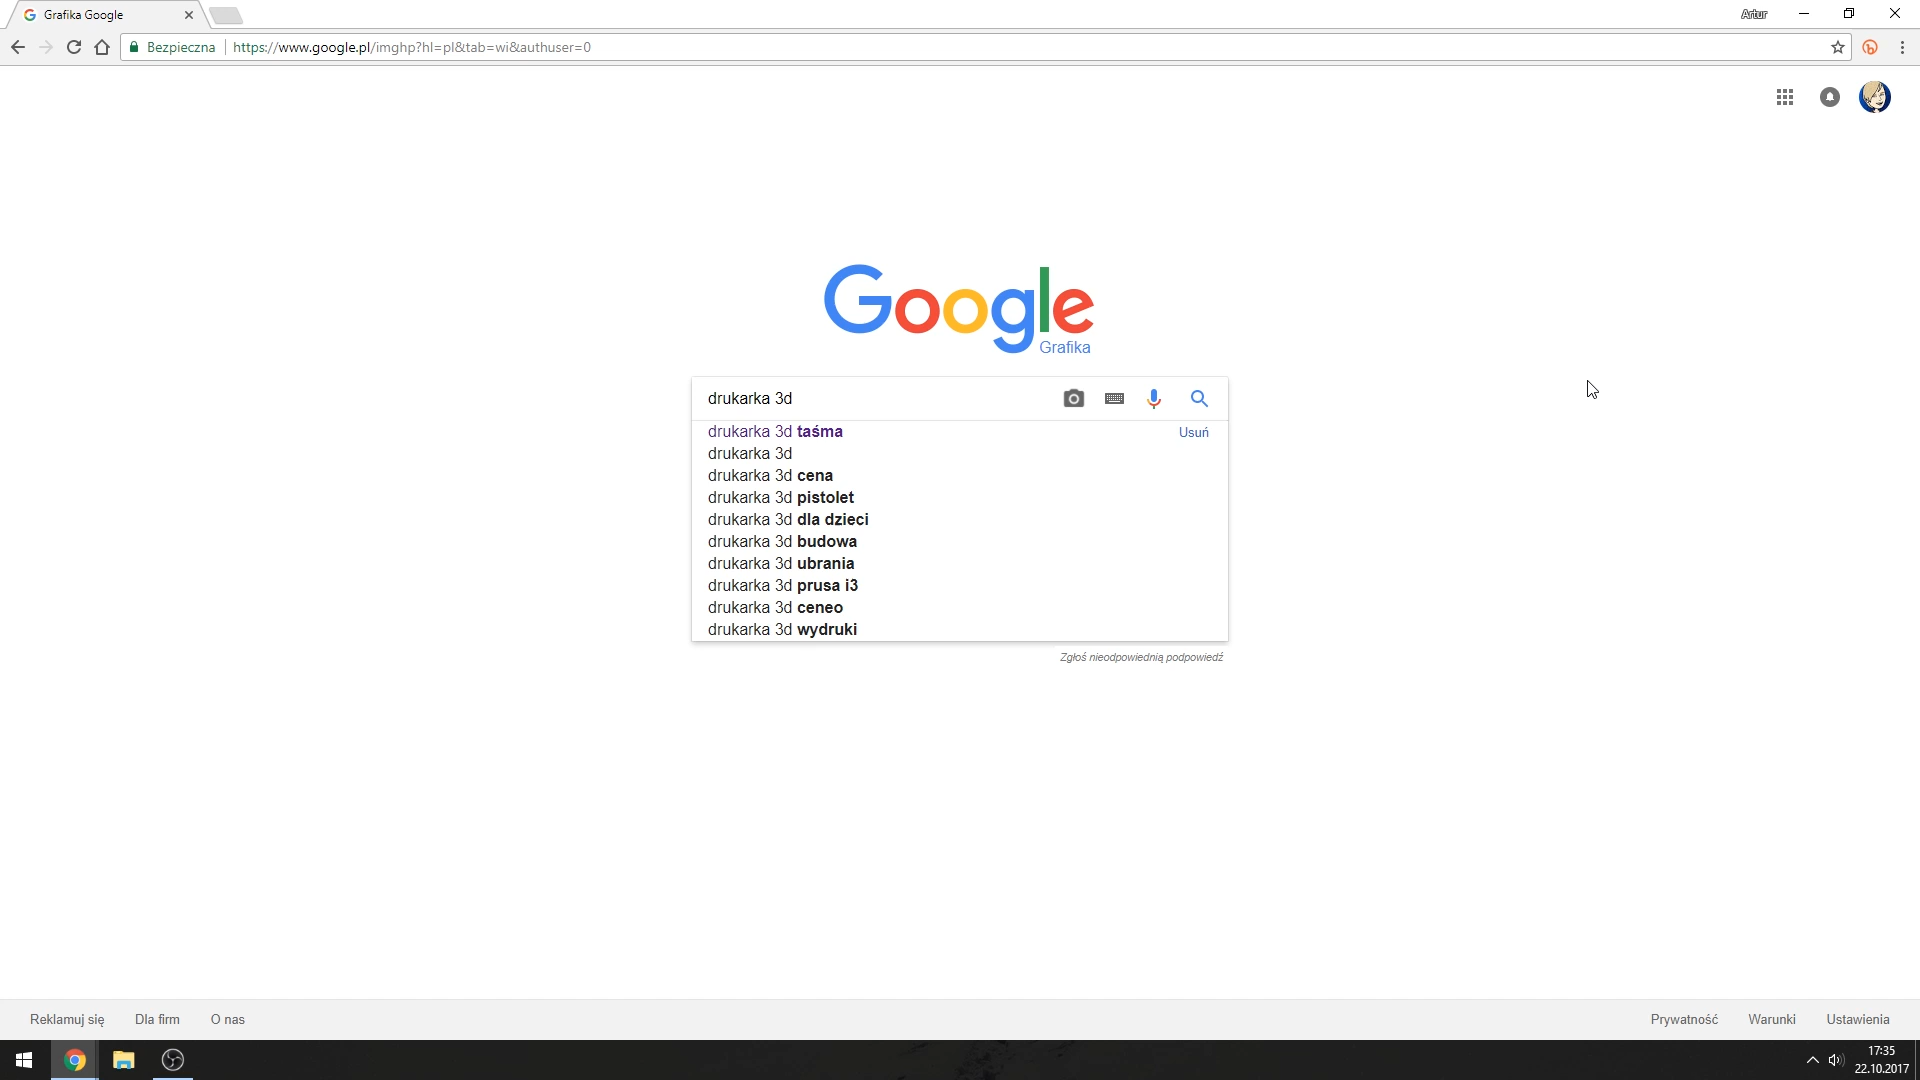 Grafika Google
Artur
Bezpieczna
https://www.google.pl/imghp?hl=pl&tab=wi&authuser=0
Google
Grafika
drukarka 3d
drukarka 3d taśma
Usuń
drukarka 3d
drukarka 3d cena
drukarka 3d pistolet
drukarka 3d dla dzieci
drukarka 3d budowa
drukarka 3d ubrania
drukarka 3d prusa i3
drukarka 3d ceneo
drukarka 3d wydruki
Zgłoś nieodpowiednią podpowiedź
Reklamuj się Dla firm O nas Prywatność Warunki Ustawienia
17:35
22.10.2017